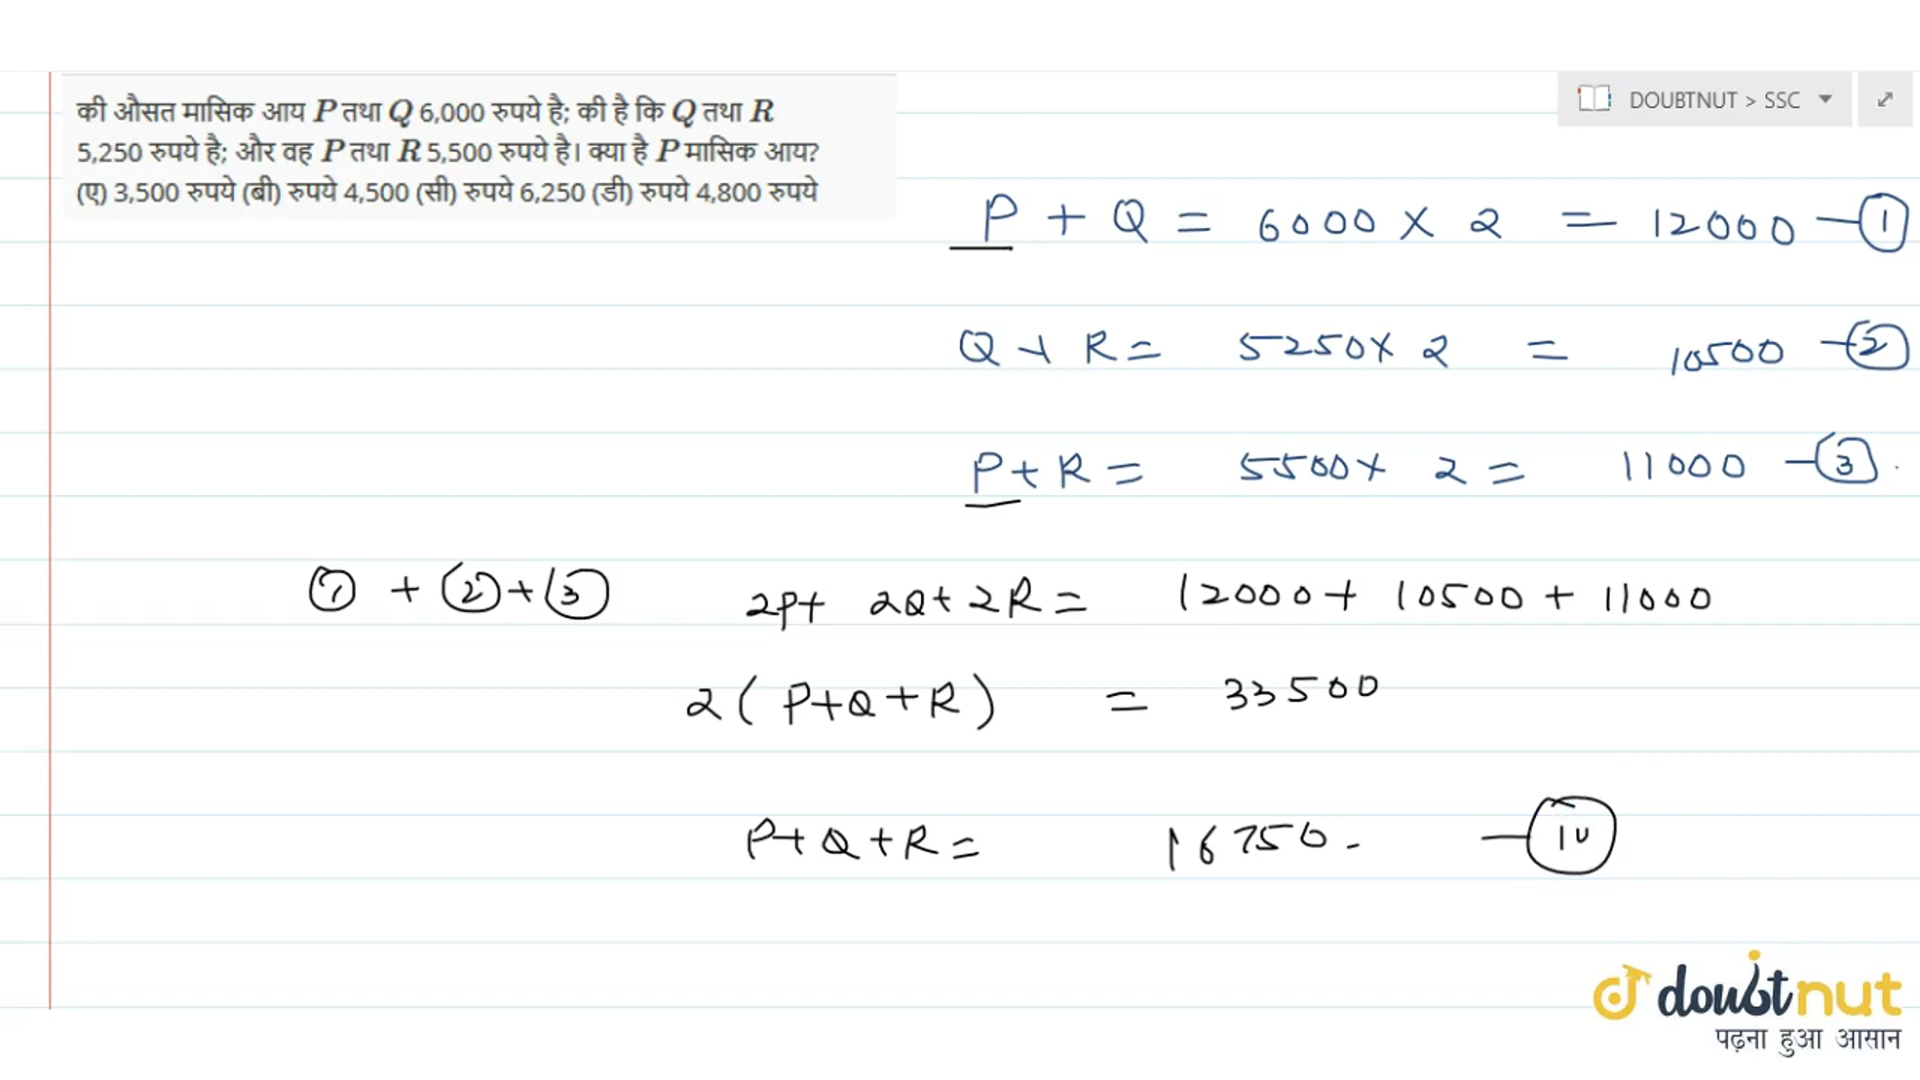 की औसत मासिक आय P तथा Q 6,000 रुपये है; की है कि Q तथा R
5,250 रुपये है; और वह P तथा R 5,500 रुपये है। क्या है P मासिक आय?
(ए) 3,500 रुपये (बी) रुपये 4,500 (सी) रुपये 6,250 (डी) रुपये 4,800 रुपये
DOUBTNUT > SSC
P + Q = 6000 × 2 = 12000 — 1
Q + R = 5250 × 2 = 10500 — 2
P + R = 5500 × 2 = 11000 — 3
1 + 2 + 3 2P + 2Q + 2R = 12000 + 10500 + 11000
2 ( P + Q + R ) = 33500
P + Q + R = 16750 — IV
doubtnut
पढ़ना हुआ आसान